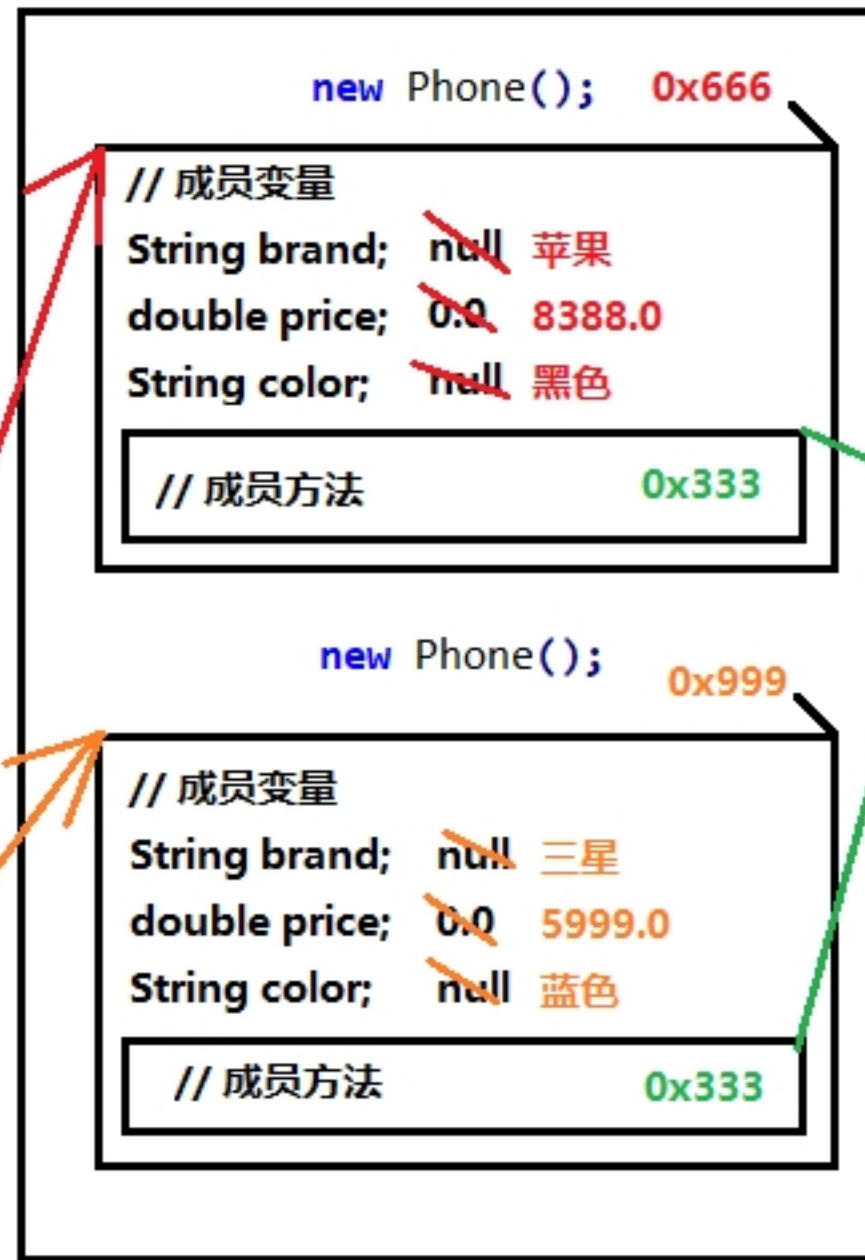 new Phone(); 0x666
// 成员变量
String brand; null 苹果
double price; 0.0 8388.0
String color; null 黑色
// 成员方法 0x333
new Phone(); 0x999
// 成员变量
String brand; null 三星
double price; 0.0 5999.0
String color; null 蓝色
// 成员方法 0x333